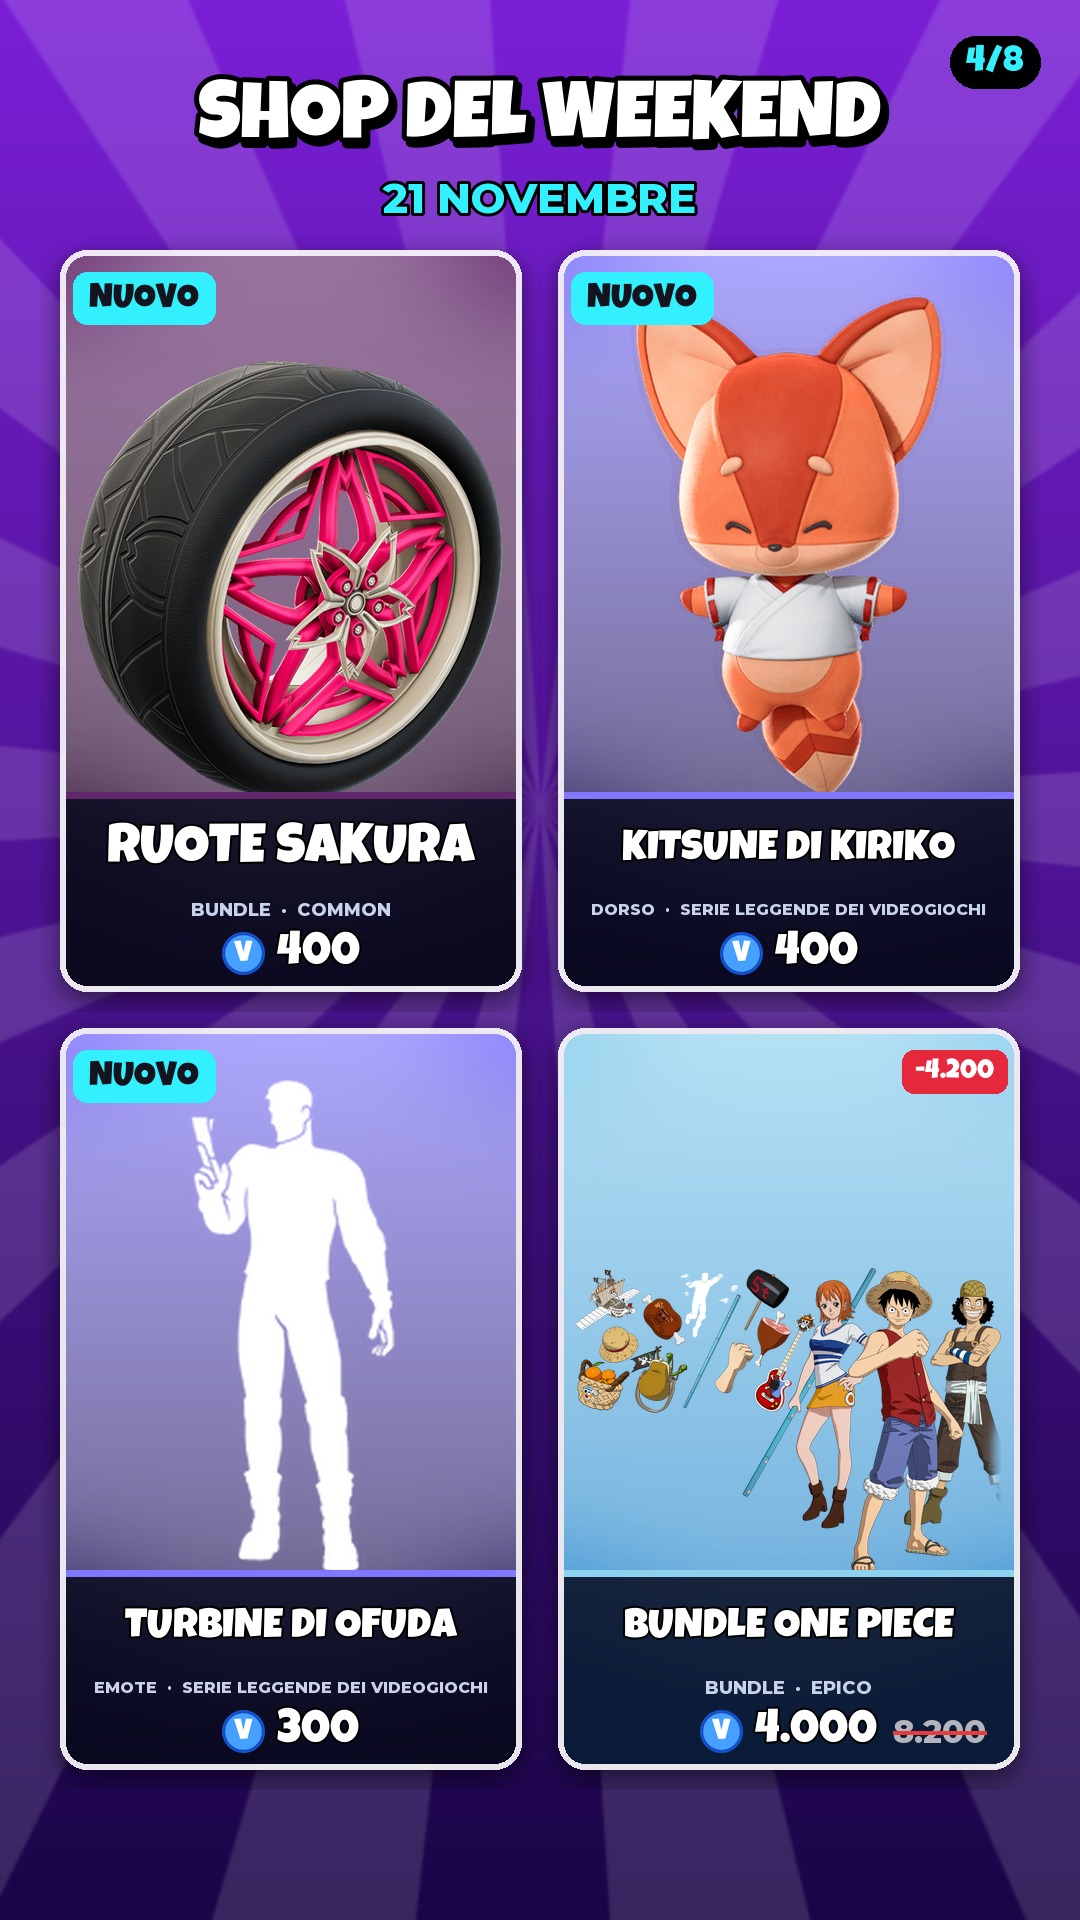 4/8
SHOP DEL WEEKEND
21 NOVEMBRE
NUOVO
RUOTE SAKURA
BUNDLE · COMMON
V 400
NUOVO
KITSUNE DI KIRIKO
DORSO · SERIE LEGGENDE DEI VIDEOGIOCHI
V 400
NUOVO
TURBINE DI OFUDA
EMOTE · SERIE LEGGENDE DEI VIDEOGIOCHI
V 300
-4.200
5t
BUNDLE ONE PIECE
BUNDLE · EPICO
V 4.000 8.200